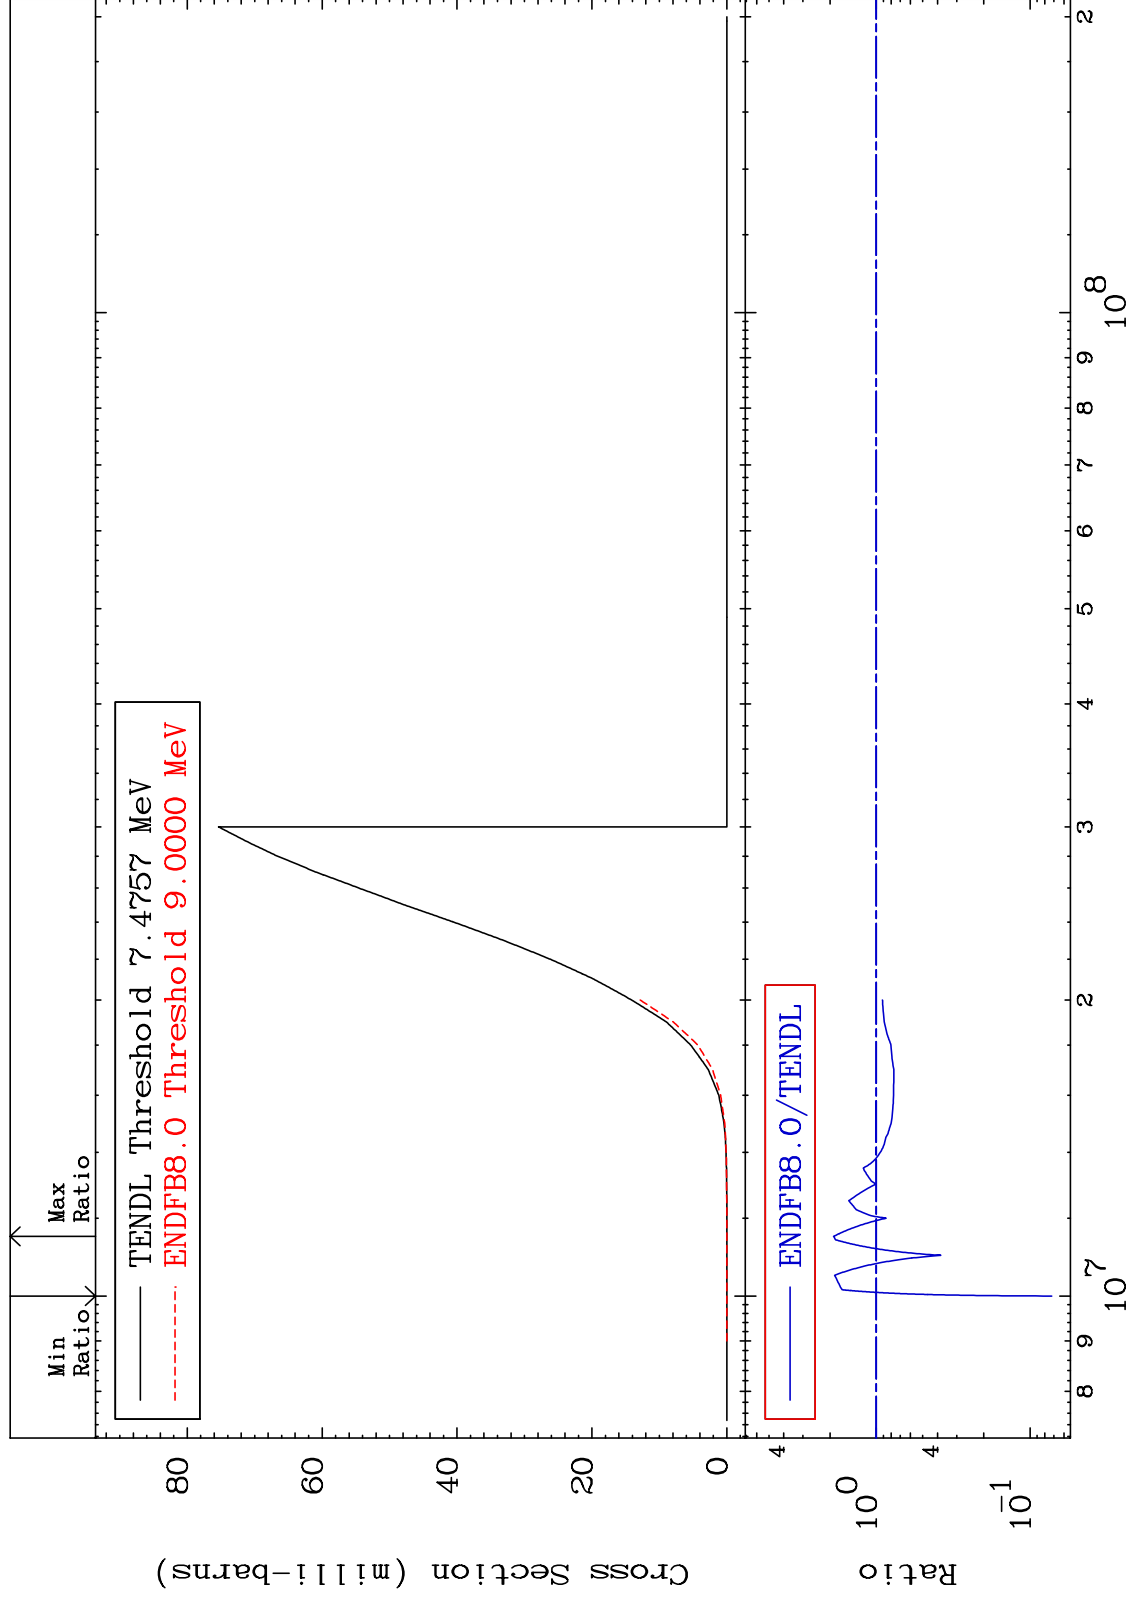 Min
Ratio
Max
Ratio
TENDL Threshold 7.4757 MeV
ENDFB8.0 Threshold 9.0000 MeV
80
60
40
20
0
Cross Section (milli-barns)
ENDFB8.0/TENDL
4
10^0
4
10^-1
Ratio
8
9
10^7
2
3
4
5
6
7
8
9
10^8
2